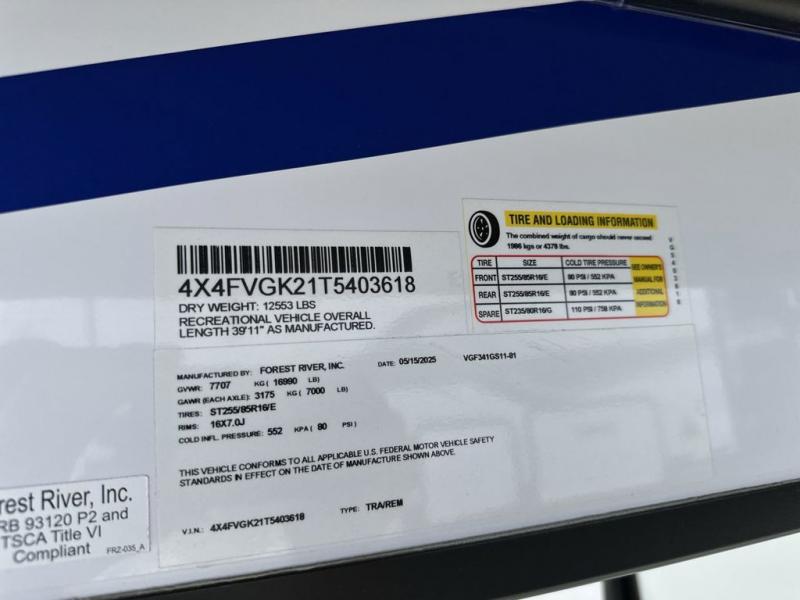 4X4FVGK21T5403618
DRY WEIGHT: 12553 LBS
RECREATIONAL VEHICLE OVERALL
LENGTH 39'11" AS MANUFACTURED.
TIRE AND LOADING INFORMATION
The combined weight of cargo should never exceed:
1986 kgs or 4378 lbs.
TIRE SIZE COLD TIRE PRESSURE
FRONT ST255/85R16/E 80 PSI / 552 KPA
REAR ST255/85R16/E 80 PSI / 552 KPA
SPARE ST235/80R16/G 110 PSI / 758 KPA
SEE OWNER'S
MANUAL FOR
ADDITIONAL
INFORMATION
VG5403618
MANUFACTURED BY: FOREST RIVER, INC. DATE: 05/15/2025 VGF341GS11-81
GVWR: 7707 KG ( 16990 LB)
GAWR (EACH AXLE): 3175 KG ( 7000 LB)
TIRES: ST255/85R16/E
RIMS: 16X7.0J
COLD INFL. PRESSURE: 552 KPA ( 80 PSI)
THIS VEHICLE CONFORMS TO ALL APPLICABLE U.S. FEDERAL MOTOR VEHICLE SAFETY
STANDARDS IN EFFECT ON THE DATE OF MANUFACTURE SHOWN ABOVE.
V.I.N.: 4X4FVGK21T5403618 TYPE: TRA/REM
orest River, Inc.
RB 93120 P2 and
TSCA Title VI
Compliant FRZ-035_A